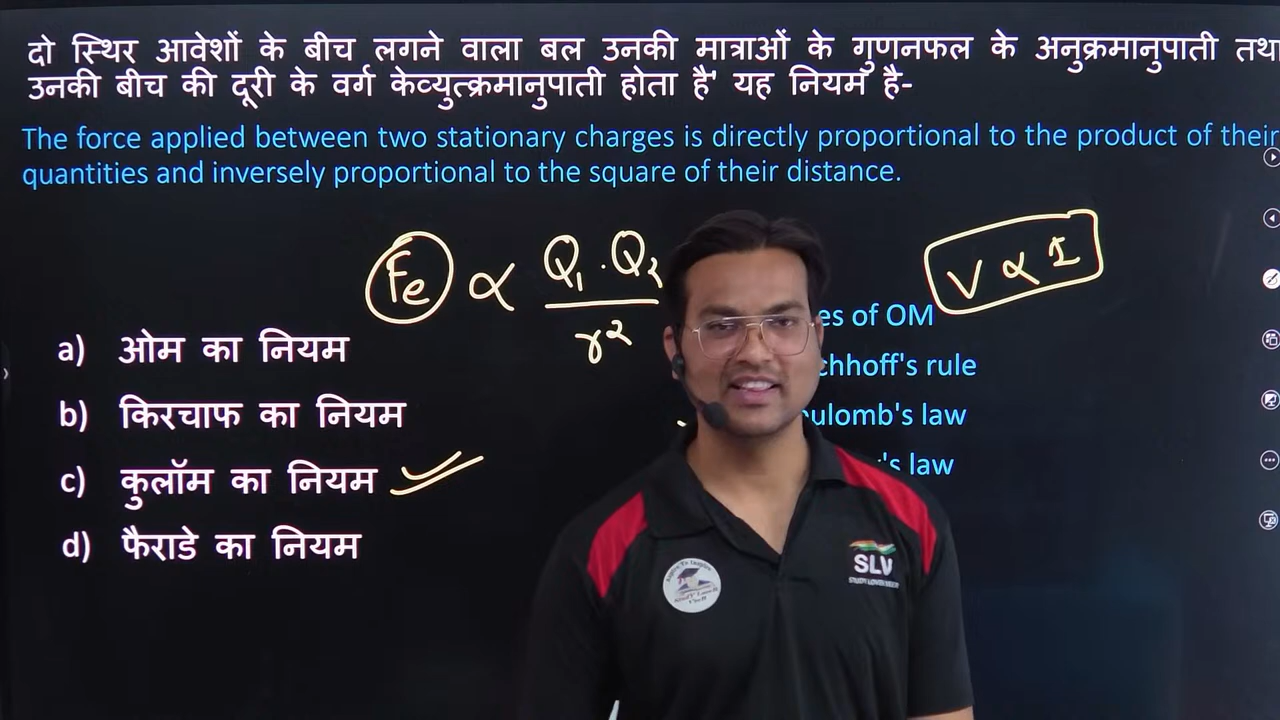 दो स्थिर आवेशों के बीच लगने वाला बल उनकी मात्राओं के गुणनफल के अनुक्रमानुपाती तथा
उनकी बीच की दूरी के वर्ग केव्युत्क्रमानुपाती होता है' यह नियम है-
The force applied between two stationary charges is directly proportional to the product of their
quantities and inversely proportional to the square of their distance.
Fe ∝ Q₁ . Q₂
r²
V ∝ I
a) ओम का नियम
b) किरचाफ का नियम
c) कुलॉम का नियम
d) फैराडे का नियम
es of OM
chhoff's rule
oulomb's law
's law
SLV